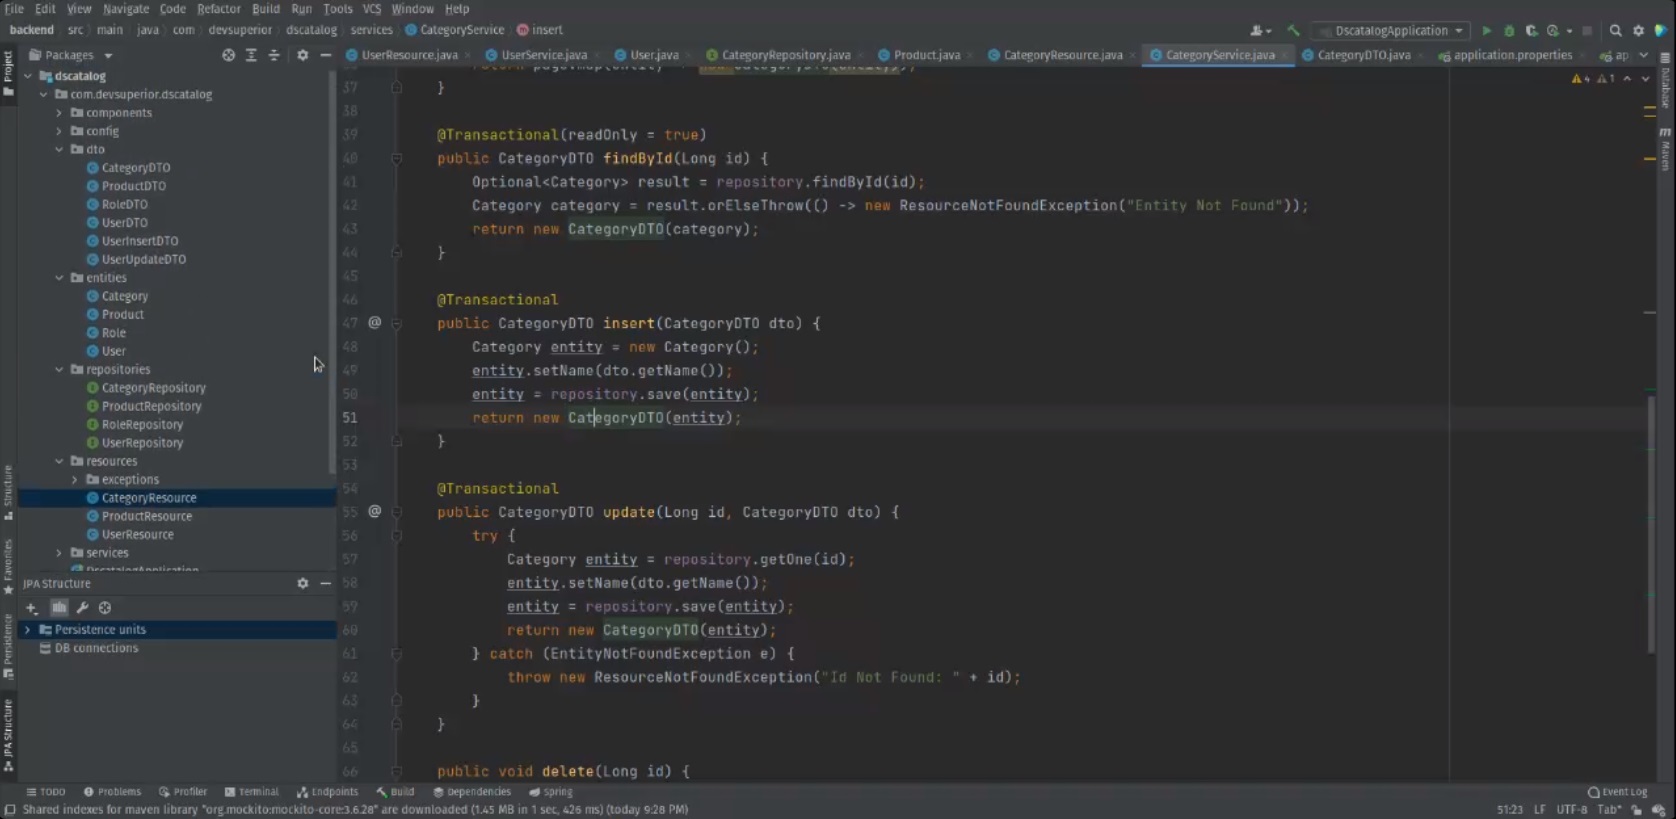 File Edit View Navigate Code Refactor Build Run Tools VCS Window Help
backend src main java com devsuperior dscatalog services CategoryService insert DscatalogApplication
Project
Packages
UserResource.java UserService.java User.java CategoryRepository.java Product.java CategoryResource.java CategoryService.java CategoryDTO.java application.properties ap
dscatalog
com.devsuperior.dscatalog
components
config
dto
CategoryDTO
ProductDTO
RoleDTO
UserDTO
UserInsertDTO
UserUpdateDTO
entities
Category
Product
Role
User
repositories
CategoryRepository
ProductRepository
RoleRepository
UserRepository
resources
exceptions
CategoryResource
ProductResource
UserResource
services
DscatalogApplication
JPA Structure
Persistence units
DB connections
Structure
Favorites
Persistence
JPA Structure
37 }
38
39 @Transactional(readOnly = true)
40 public CategoryDTO findById(Long id) {
41 Optional<Category> result = repository.findById(id);
42 Category category = result.orElseThrow(() -> new ResourceNotFoundException("Entity Not Found"));
43 return new CategoryDTO(category);
44 }
45
46 @Transactional
47 @ public CategoryDTO insert(CategoryDTO dto) {
48 Category entity = new Category();
49 entity.setName(dto.getName());
50 entity = repository.save(entity);
51 return new CategoryDTO(entity);
52 }
53
54 @Transactional
55 @ public CategoryDTO update(Long id, CategoryDTO dto) {
56 try {
57 Category entity = repository.getOne(id);
58 entity.setName(dto.getName());
59 entity = repository.save(entity);
60 return new CategoryDTO(entity);
61 } catch (EntityNotFoundException e) {
62 throw new ResourceNotFoundException("Id Not Found: " + id);
63 }
64 }
65
66 public void delete(Long id) {
4 1
Database
m Maven
TODO Problems Profiler Terminal Endpoints Build Dependencies Spring Event Log
Shared indexes for maven library "org.mockito:mockito-core:3.6.28" are downloaded (1.45 MB in 1 sec, 426 ms) (today 9:28 PM) 51:23 LF UTF-8 Tab*